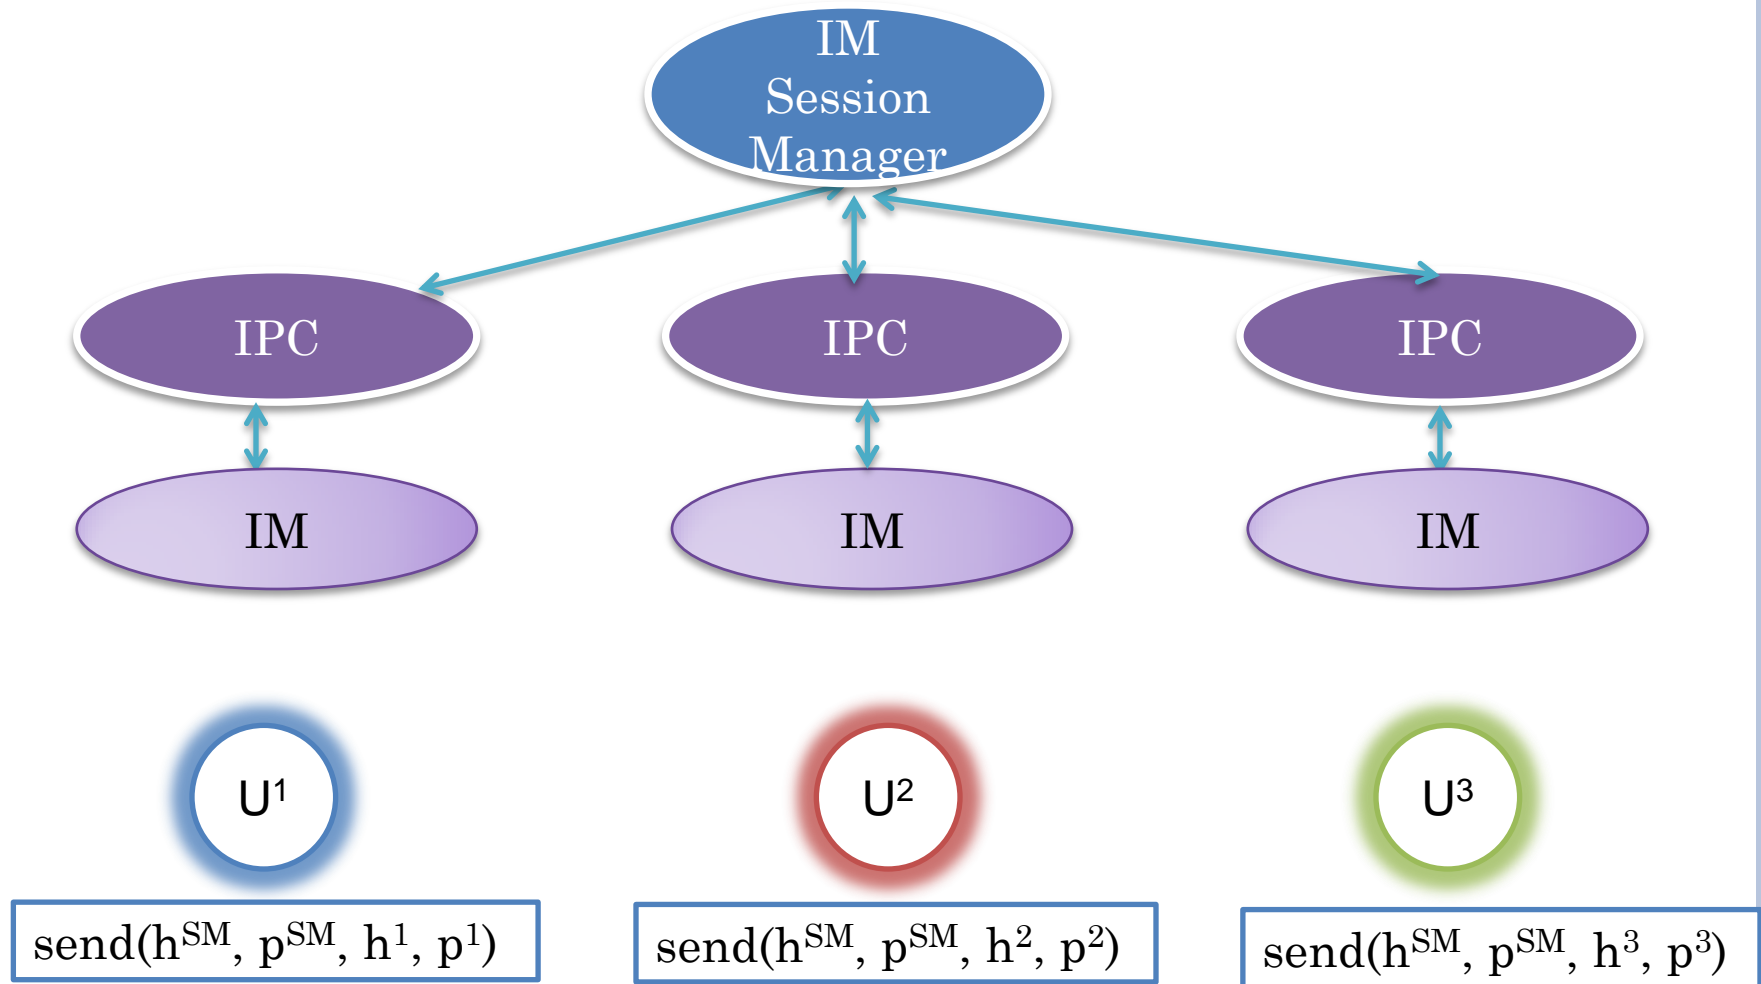 IM
Session
Manager
IPC
IPC
IPC
IM
IM
IM
U¹
U²
U³
send(hˢᴹ, pˢᴹ, h¹, p¹)
send(hˢᴹ, pˢᴹ, h², p²)
send(hˢᴹ, pˢᴹ, h³, p³)